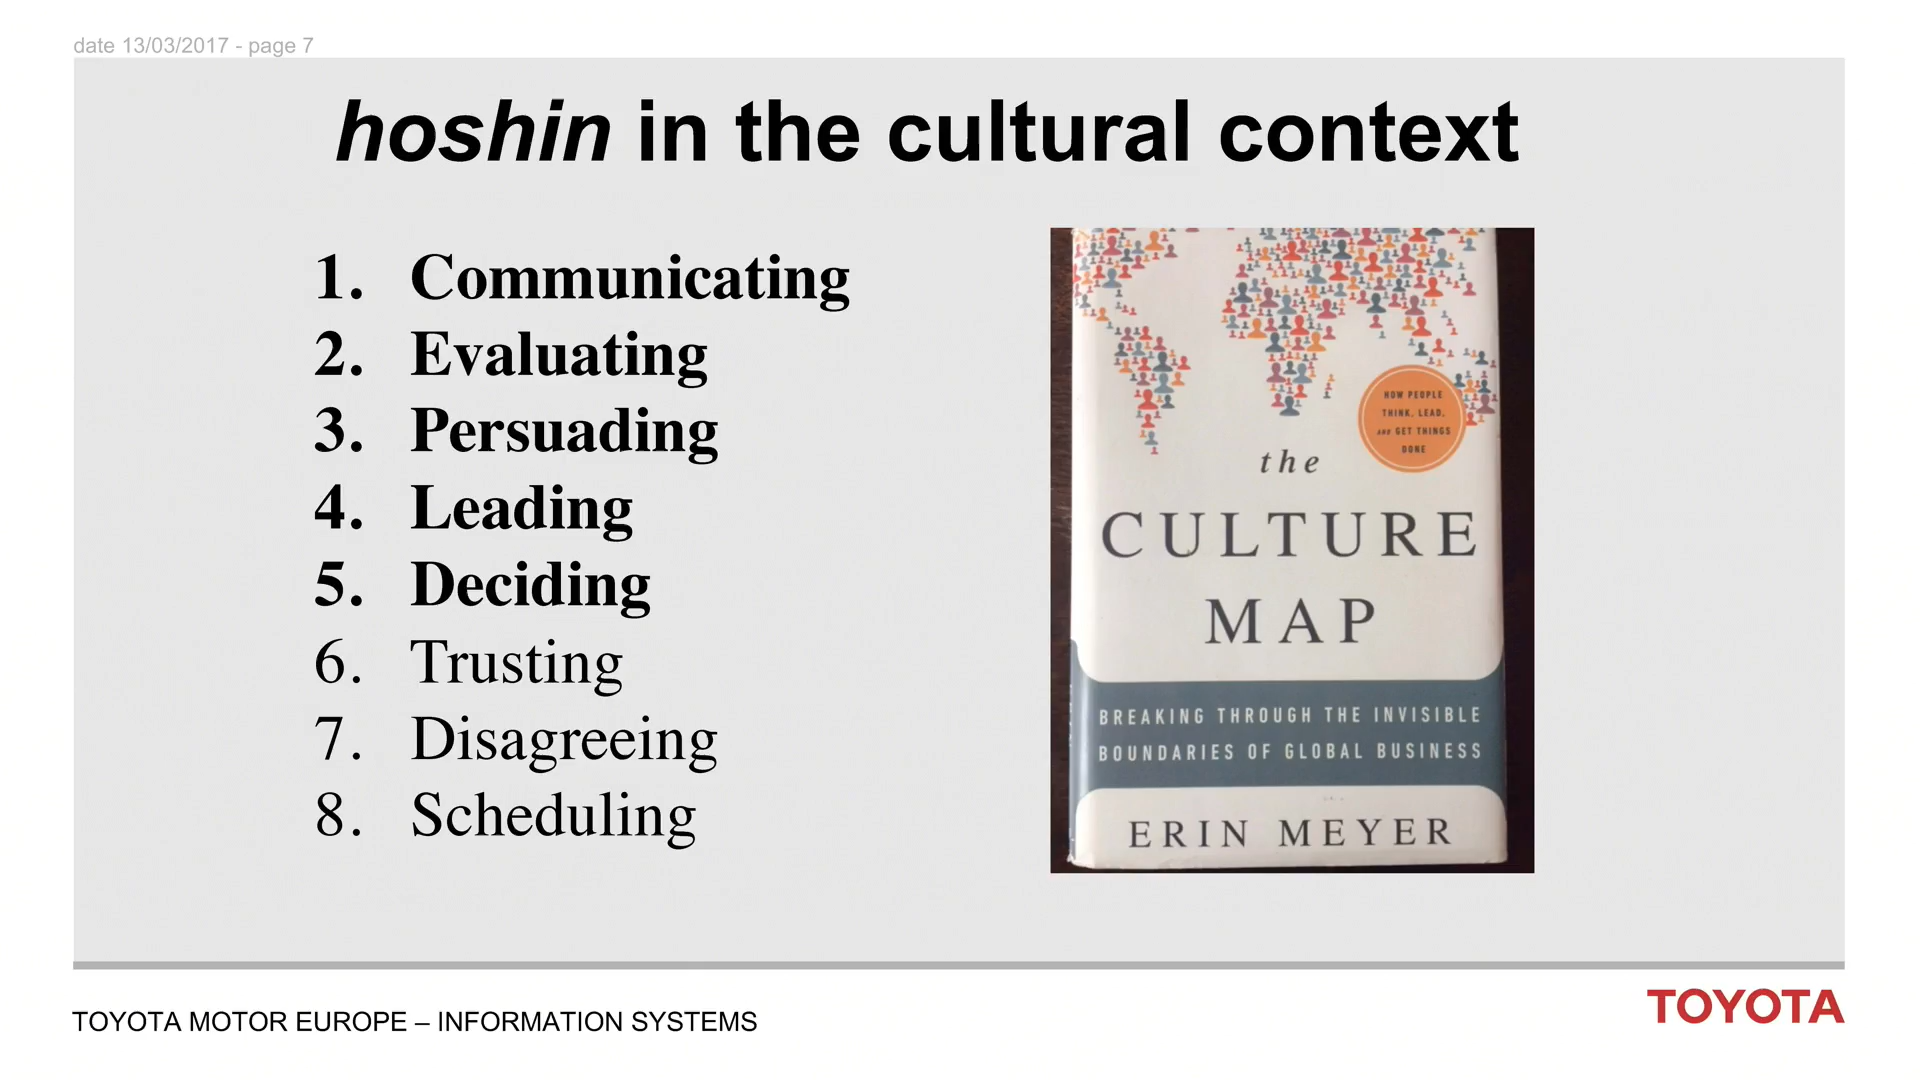 date 13/03/2017 - page 7
hoshin in the cultural context
1. Communicating
2. Evaluating
3. Persuading
4. Leading
5. Deciding
6. Trusting
7. Disagreeing
8. Scheduling
HOW PEOPLE
THINK, LEAD,
AND GET THINGS
DONE
the
CULTURE
MAP
BREAKING THROUGH THE INVISIBLE
BOUNDARIES OF GLOBAL BUSINESS
ERIN MEYER
TOYOTA MOTOR EUROPE – INFORMATION SYSTEMS
TOYOTA